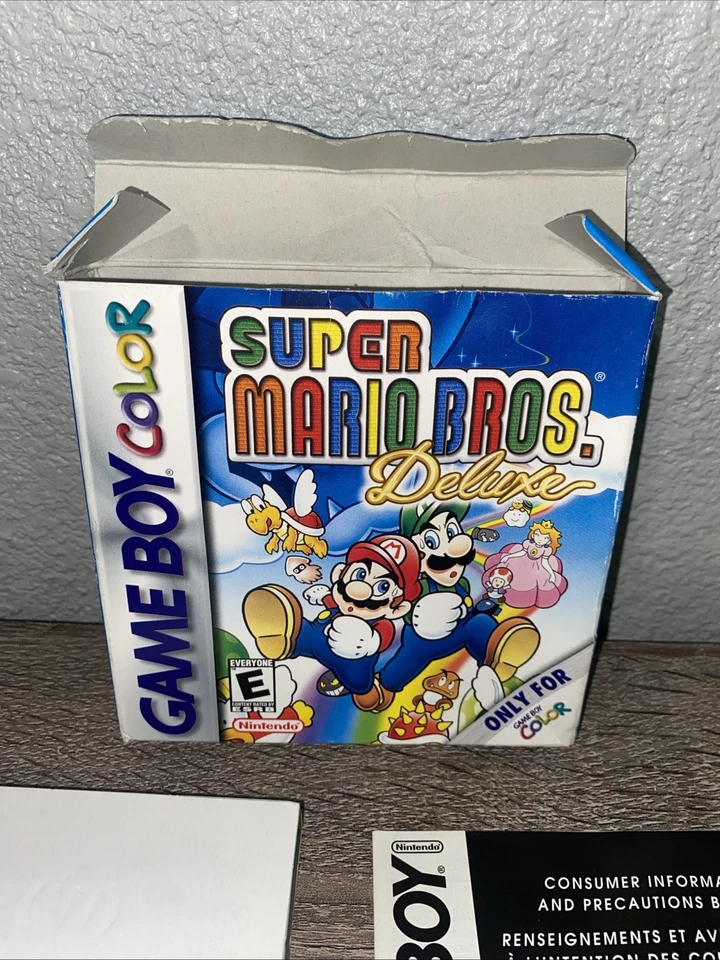 GAME BOY® COLOR
SUPER
MARIO BROS.®
Deluxe
M
EVERYONE
E
CONTENT RATED BY
ESRB
Nintendo®
ONLY FOR
GAME BOY
COLOR
Nintendo®
BOY®
CONSUMER INFORMA
AND PRECAUTIONS B
RENSEIGNEMENTS ET AV
À L'INTENTION DES CO